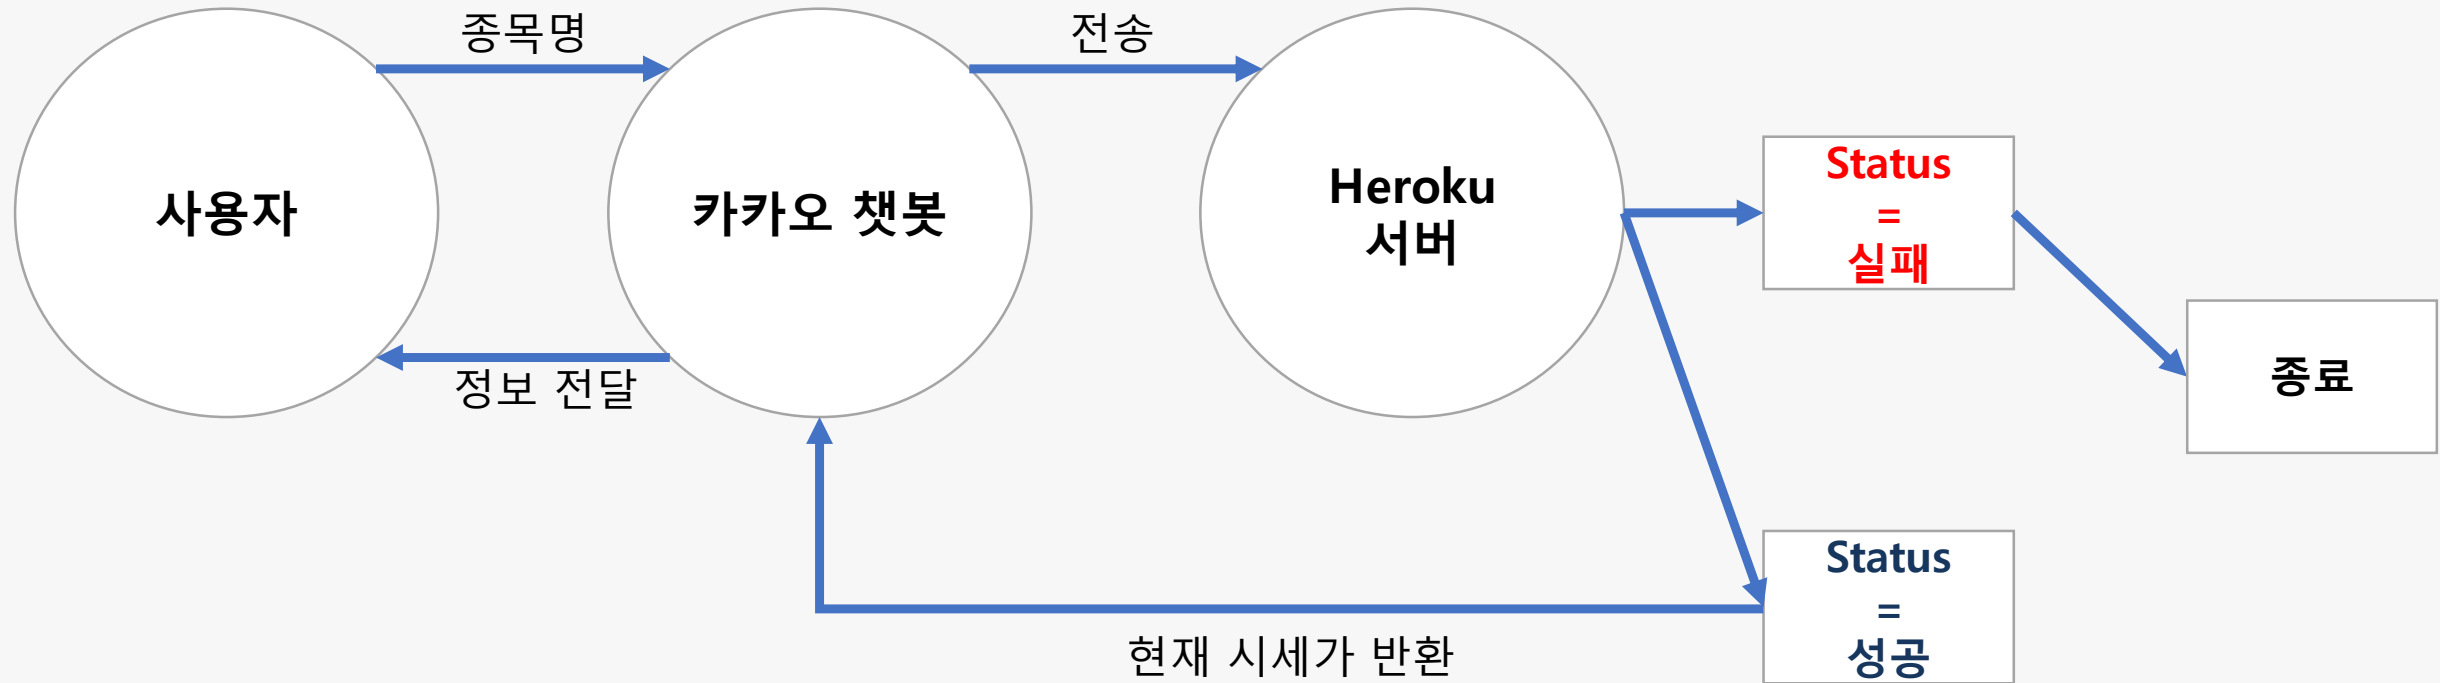 종목명
전송
사용자
카카오 챗봇
Heroku
서버
Status
=
실패
정보 전달
종료
Status
=
성공
현재 시세가 반환